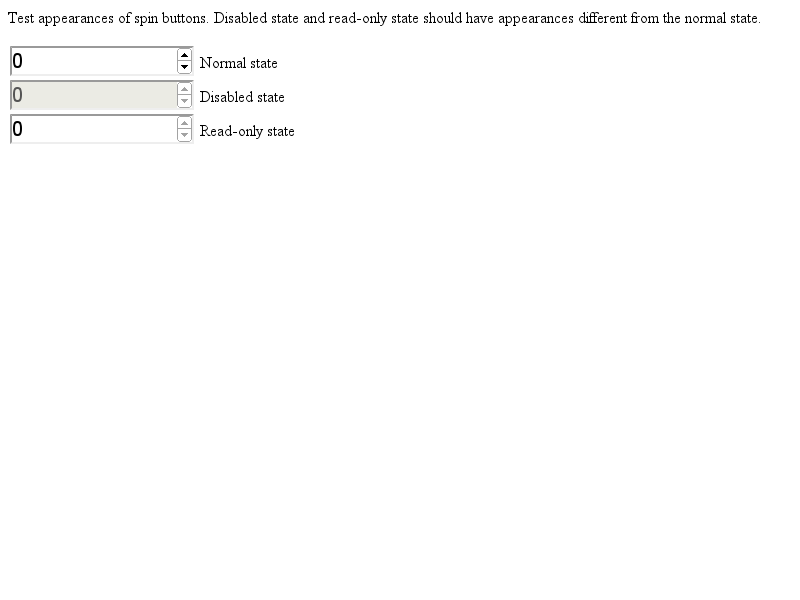 Test appearances of spin buttons. Disabled state and read-only state should have appearances different from the normal state.
0 Normal state
0 Disabled state
0 Read-only state